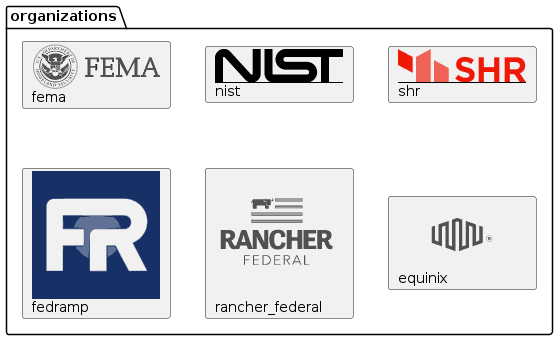 organizations
FEMA
fema
NIST
nist
SHR
shr
FR
fedramp
RANCHER
FEDERAL
rancher_federal
equinix